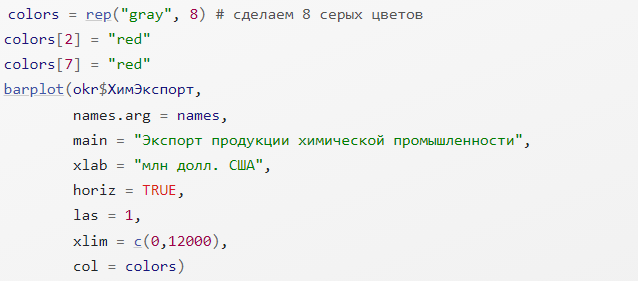 colors = rep("gray", 8) # сделаем 8 серых цветов
colors[2] = "red"
colors[7] = "red"
barplot(okr$ХимЭкспорт,
names.arg = names,
main = "Экспорт продукции химической промышленности",
xlab = "млн долл. США",
horiz = TRUE,
las = 1,
xlim = c(0,12000),
col = colors)